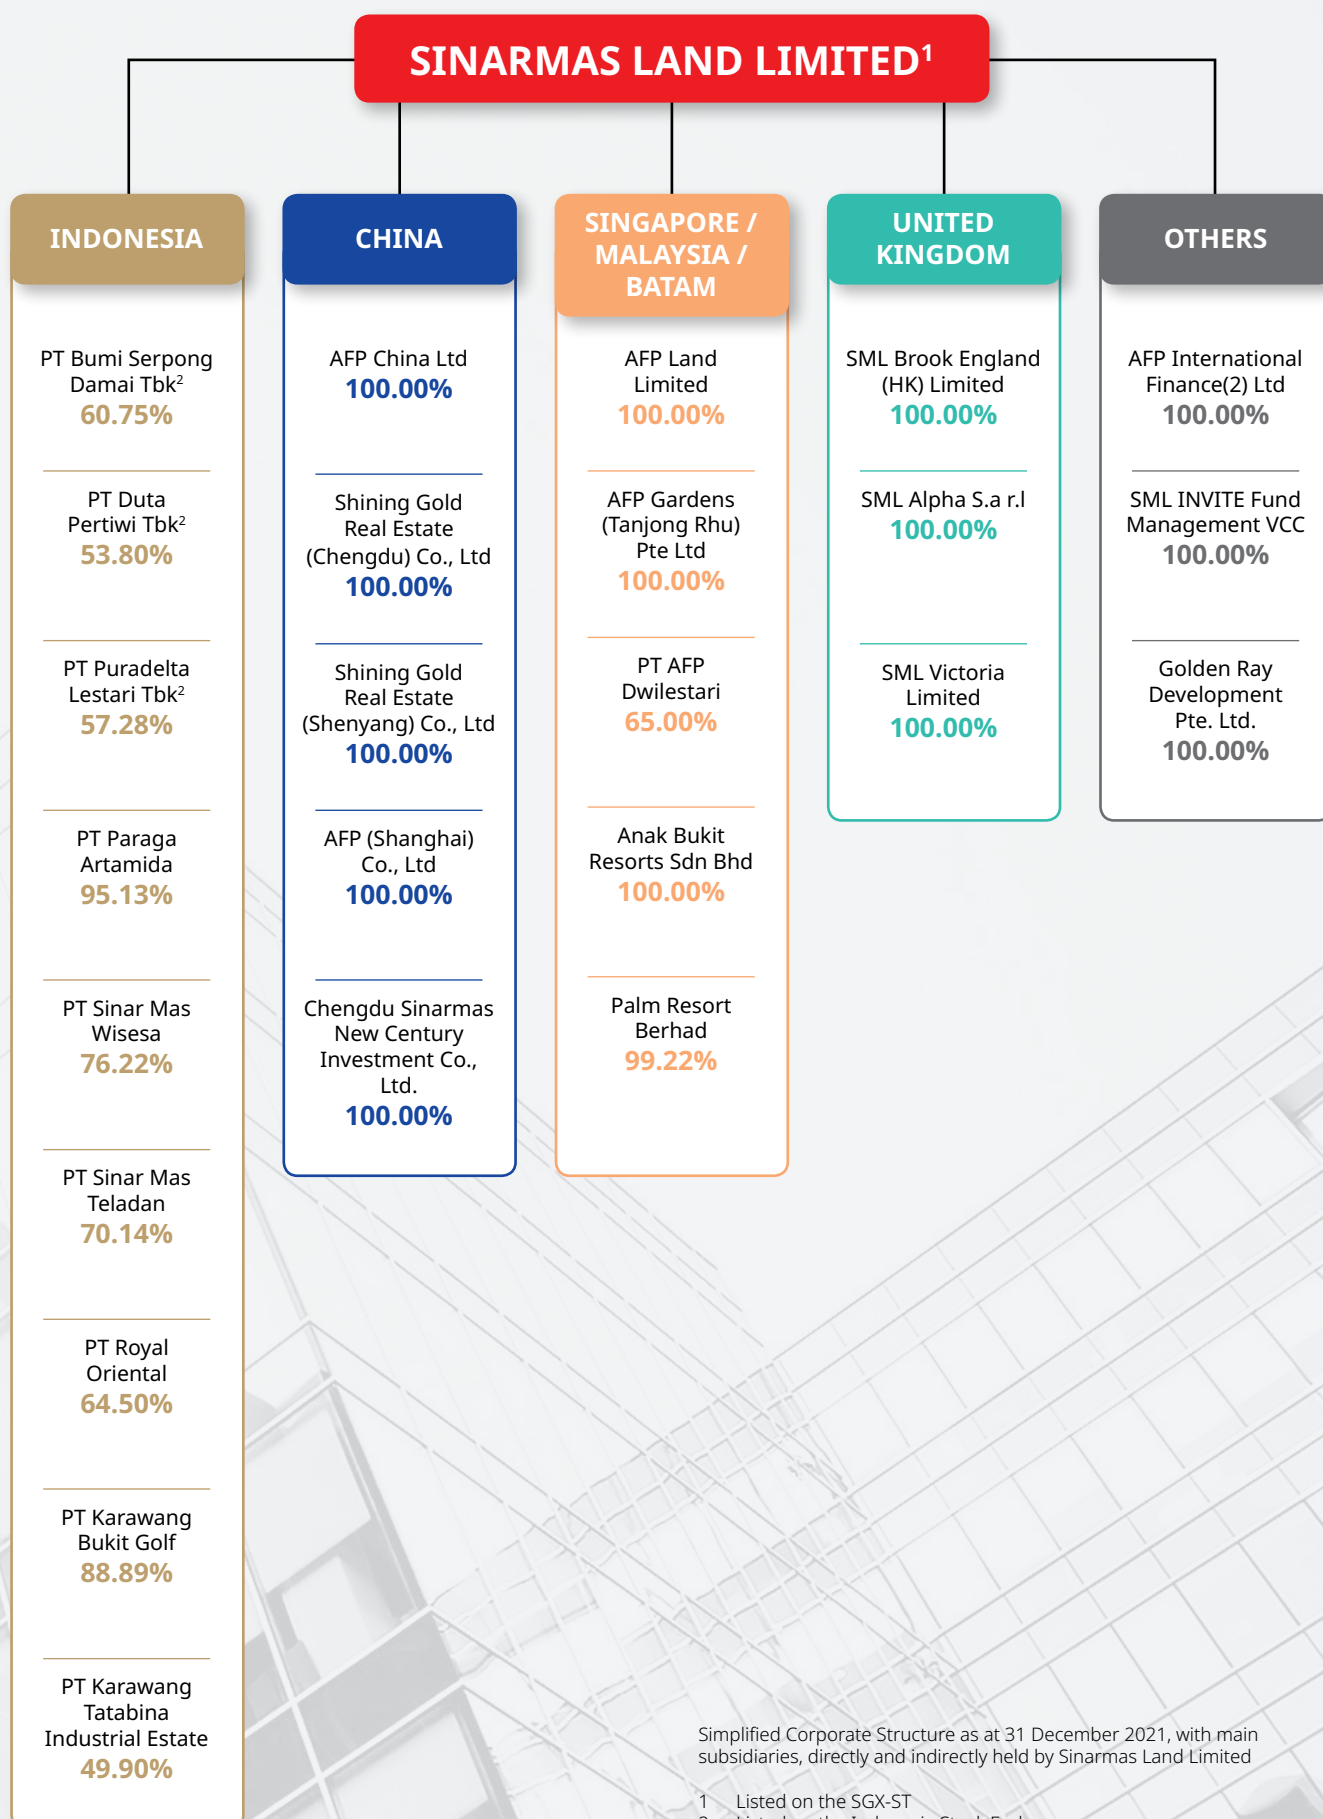 SINARMAS LAND LIMITED¹
INDONESIA
PT Bumi Serpong
Damai Tbk²
60.75%
PT Duta
Pertiwi Tbk²
53.80%
PT Puradelta
Lestari Tbk²
57.28%
PT Paraga
Artamida
95.13%
PT Sinar Mas
Wisesa
76.22%
PT Sinar Mas
Teladan
70.14%
PT Royal
Oriental
64.50%
PT Karawang
Bukit Golf
88.89%
PT Karawang
Tatabina
Industrial Estate
49.90%
CHINA
AFP China Ltd
100.00%
Shining Gold
Real Estate
(Chengdu) Co., Ltd
100.00%
Shining Gold
Real Estate
(Shenyang) Co., Ltd
100.00%
AFP (Shanghai)
Co., Ltd
100.00%
Chengdu Sinarmas
New Century
Investment Co.,
Ltd.
100.00%
SINGAPORE /
MALAYSIA /
BATAM
AFP Land
Limited
100.00%
AFP Gardens
(Tanjong Rhu)
Pte Ltd
100.00%
PT AFP
Dwilestari
65.00%
Anak Bukit
Resorts Sdn Bhd
100.00%
Palm Resort
Berhad
99.22%
UNITED
KINGDOM
SML Brook England
(HK) Limited
100.00%
SML Alpha S.a r.l
100.00%
SML Victoria
Limited
100.00%
OTHERS
AFP International
Finance(2) Ltd
100.00%
SML INVITE Fund
Management VCC
100.00%
Golden Ray
Development
Pte. Ltd.
100.00%
Simplified Corporate Structure as at 31 December 2021, with main
subsidiaries, directly and indirectly held by Sinarmas Land Limited
1 Listed on the SGX-ST